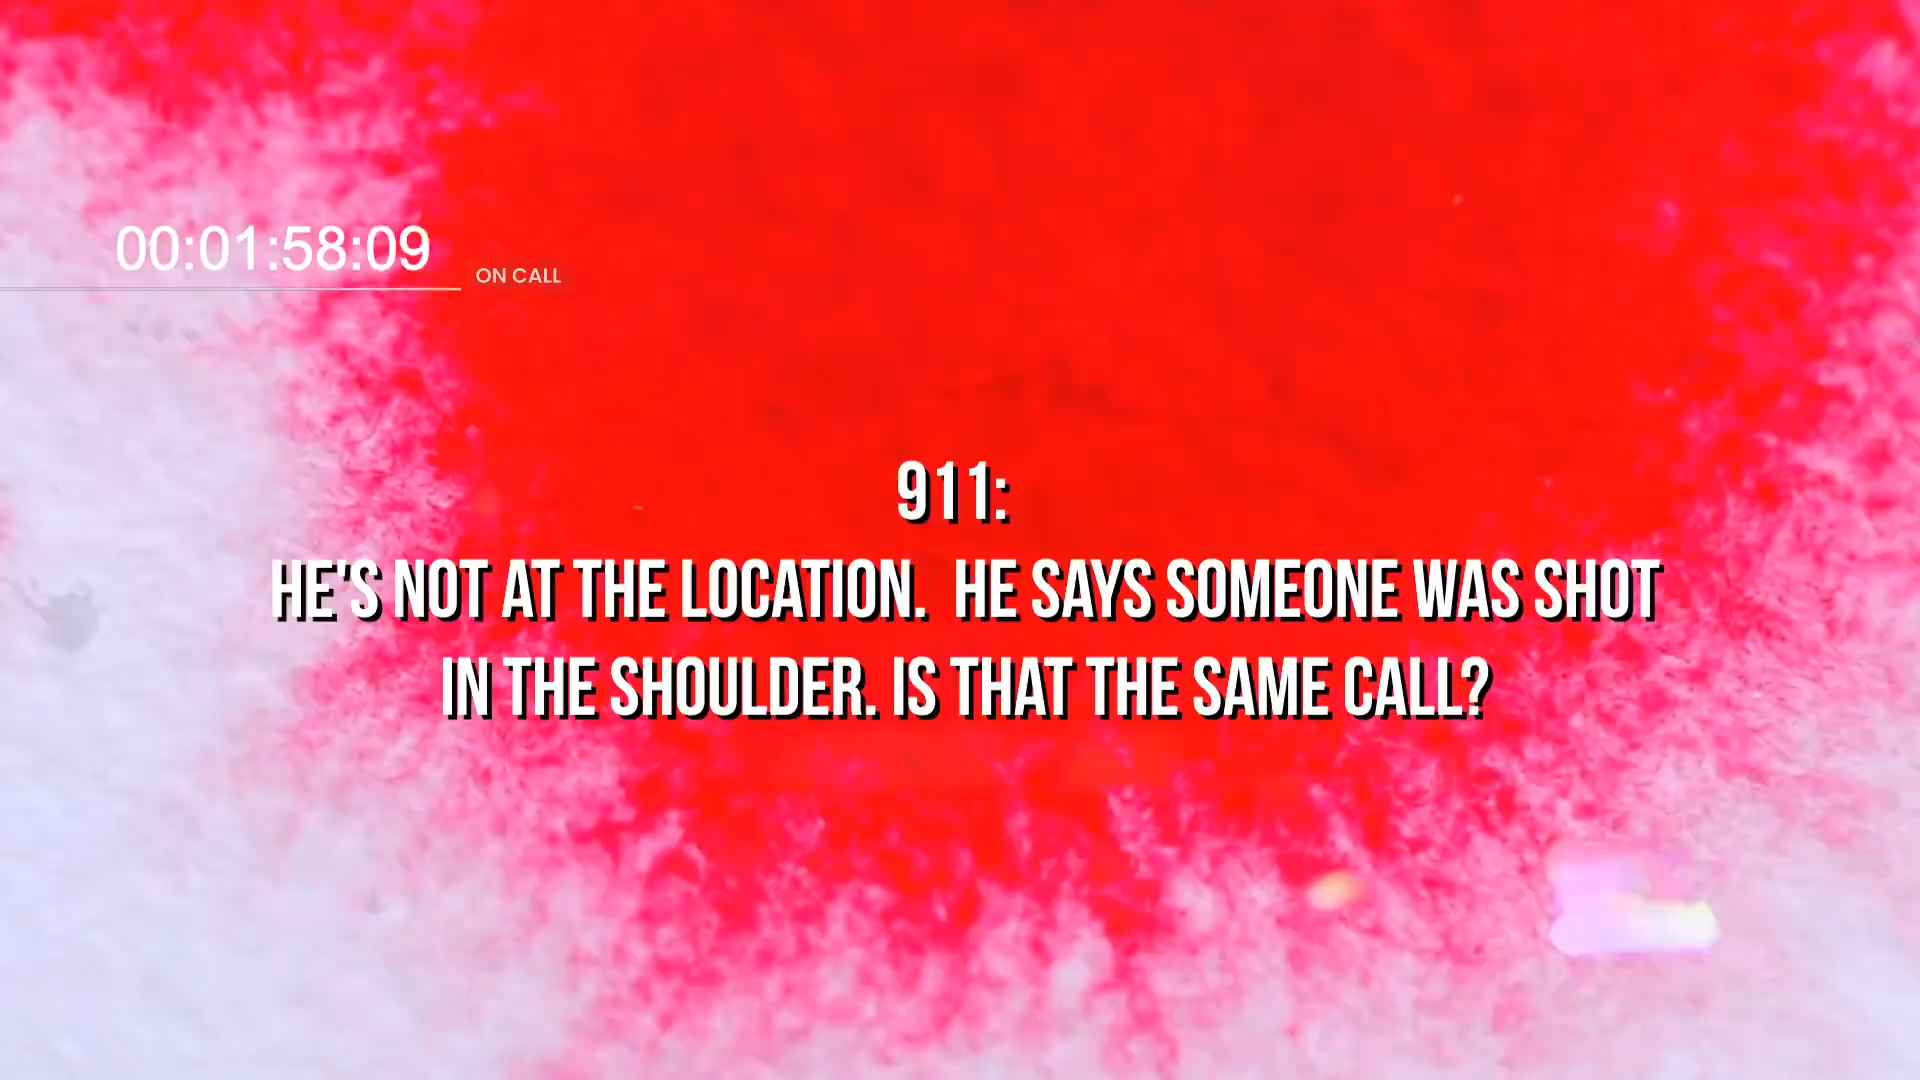 00:01:58:09
ON CALL
911:
HE'S NOT AT THE LOCATION.  HE SAYS SOMEONE WAS SHOT
IN THE SHOULDER. IS THAT THE SAME CALL?